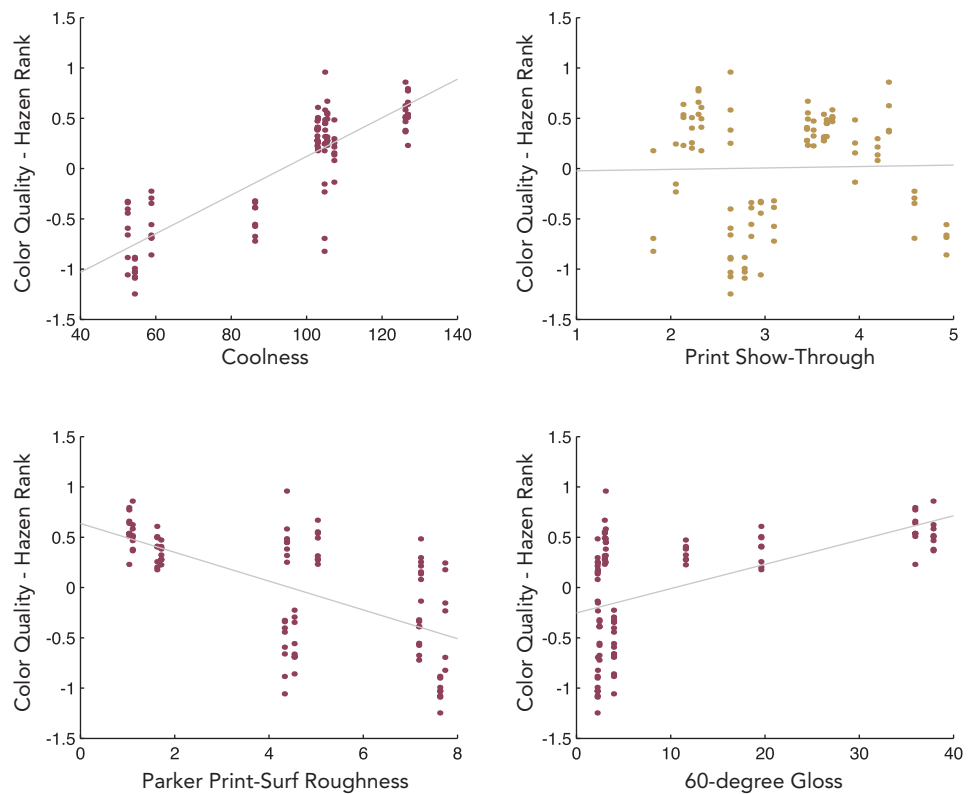 Color Quality - Hazen Rank
1.5
1
0.5
0
-0.5
-1
-1.5
40 60 80 100 120 140
Coolness
Color Quality - Hazen Rank
1.5
1
0.5
0
-0.5
-1
-1.5
1 2 3 4 5
Print Show-Through
Color Quality - Hazen Rank
1.5
1
0.5
0
-0.5
-1
-1.5
0 2 4 6 8
Parker Print-Surf Roughness
Color Quality - Hazen Rank
1.5
1
0.5
0
-0.5
-1
-1.5
0 10 20 30 40
60-degree Gloss